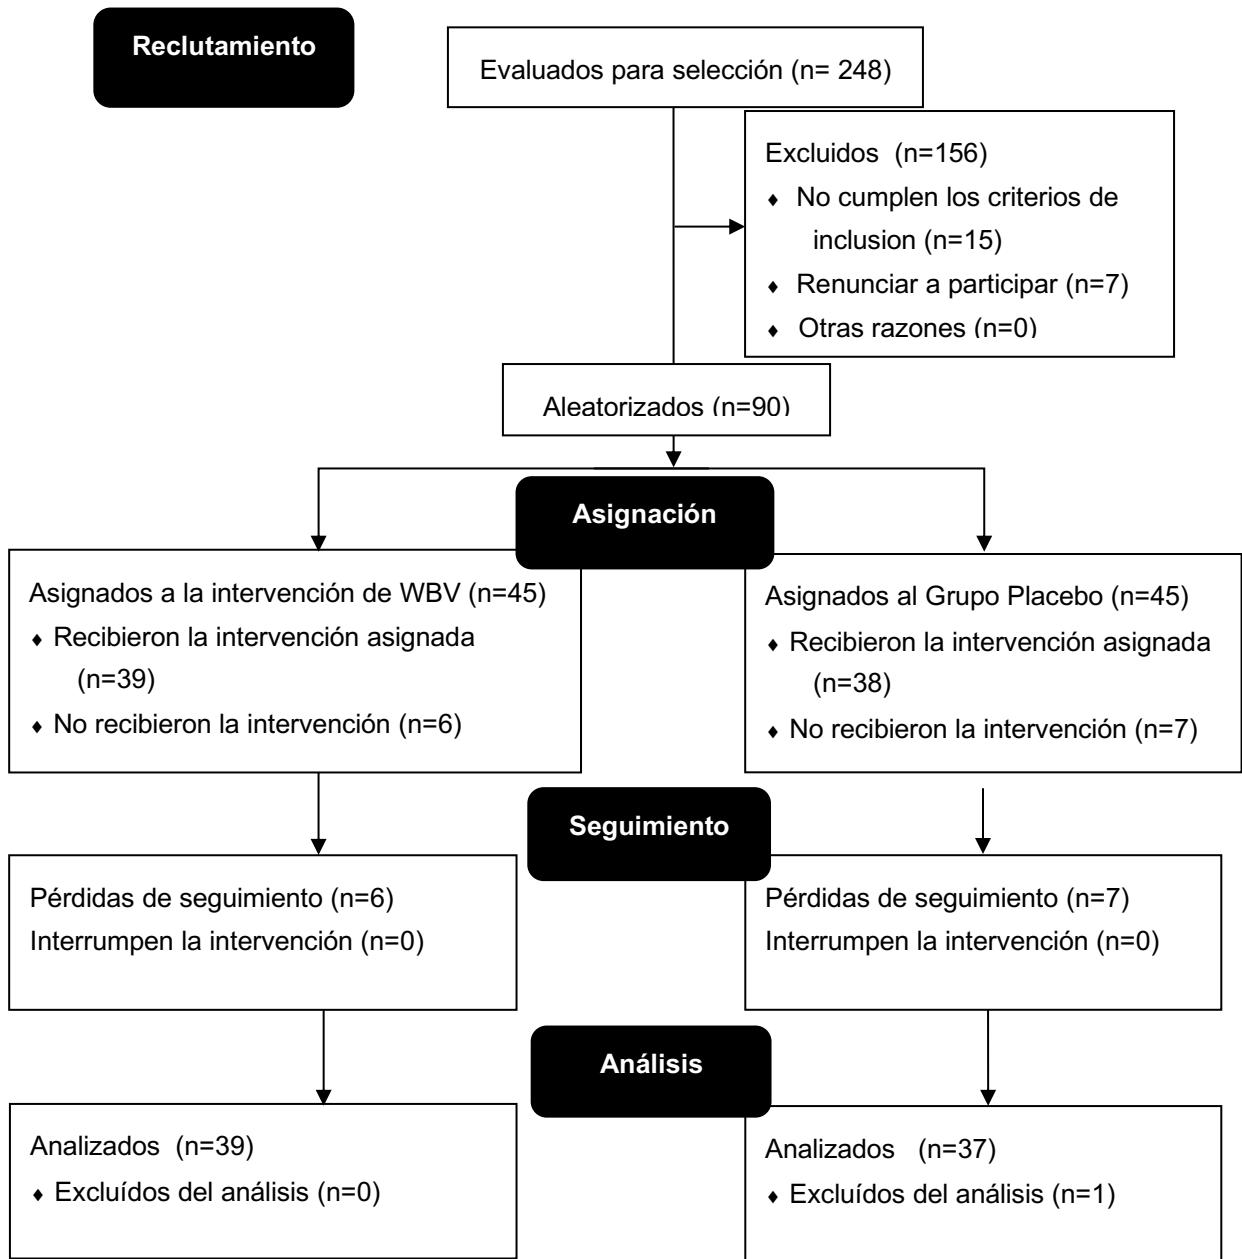 Reclutamiento
Evaluados para selección (n= 248)
Excluidos (n=156)
♦ No cumplen los criterios de
inclusion (n=15)
♦ Renunciar a participar (n=7)
♦ Otras razones (n=0)
Aleatorizados (n=90)
Asignación
Asignados a la intervención de WBV (n=45)
♦ Recibieron la intervención asignada
(n=39)
♦ No recibieron la intervención (n=6)
Asignados al Grupo Placebo (n=45)
♦ Recibieron la intervención asignada
(n=38)
♦ No recibieron la intervención (n=7)
Seguimiento
Pérdidas de seguimiento (n=6)
Interrumpen la intervención (n=0)
Pérdidas de seguimiento (n=7)
Interrumpen la intervención (n=0)
Análisis
Analizados (n=39)
♦ Excluídos del análisis (n=0)
Analizados (n=37)
♦ Excluídos del análisis (n=1)